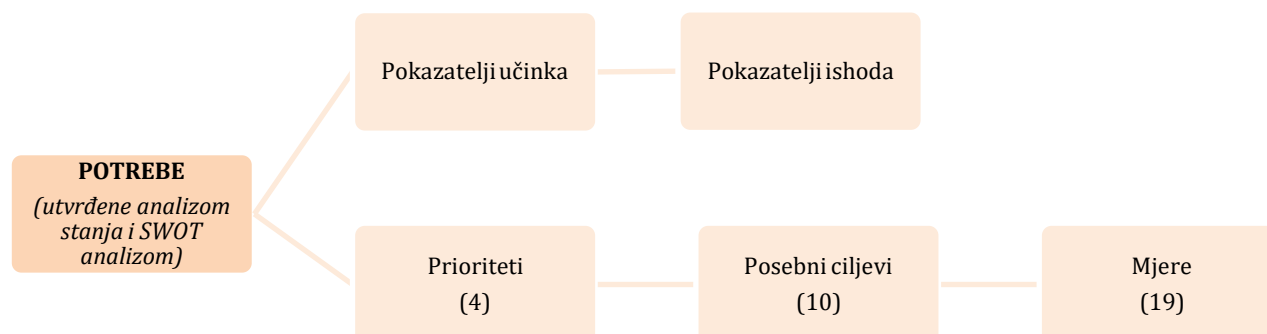 Pokazatelji učinka
Pokazatelji ishoda
POTREBE
(utvrđene analizom
stanja i SWOT
analizom)
Prioriteti
(4)
Posebni ciljevi
(10)
Mjere
(19)